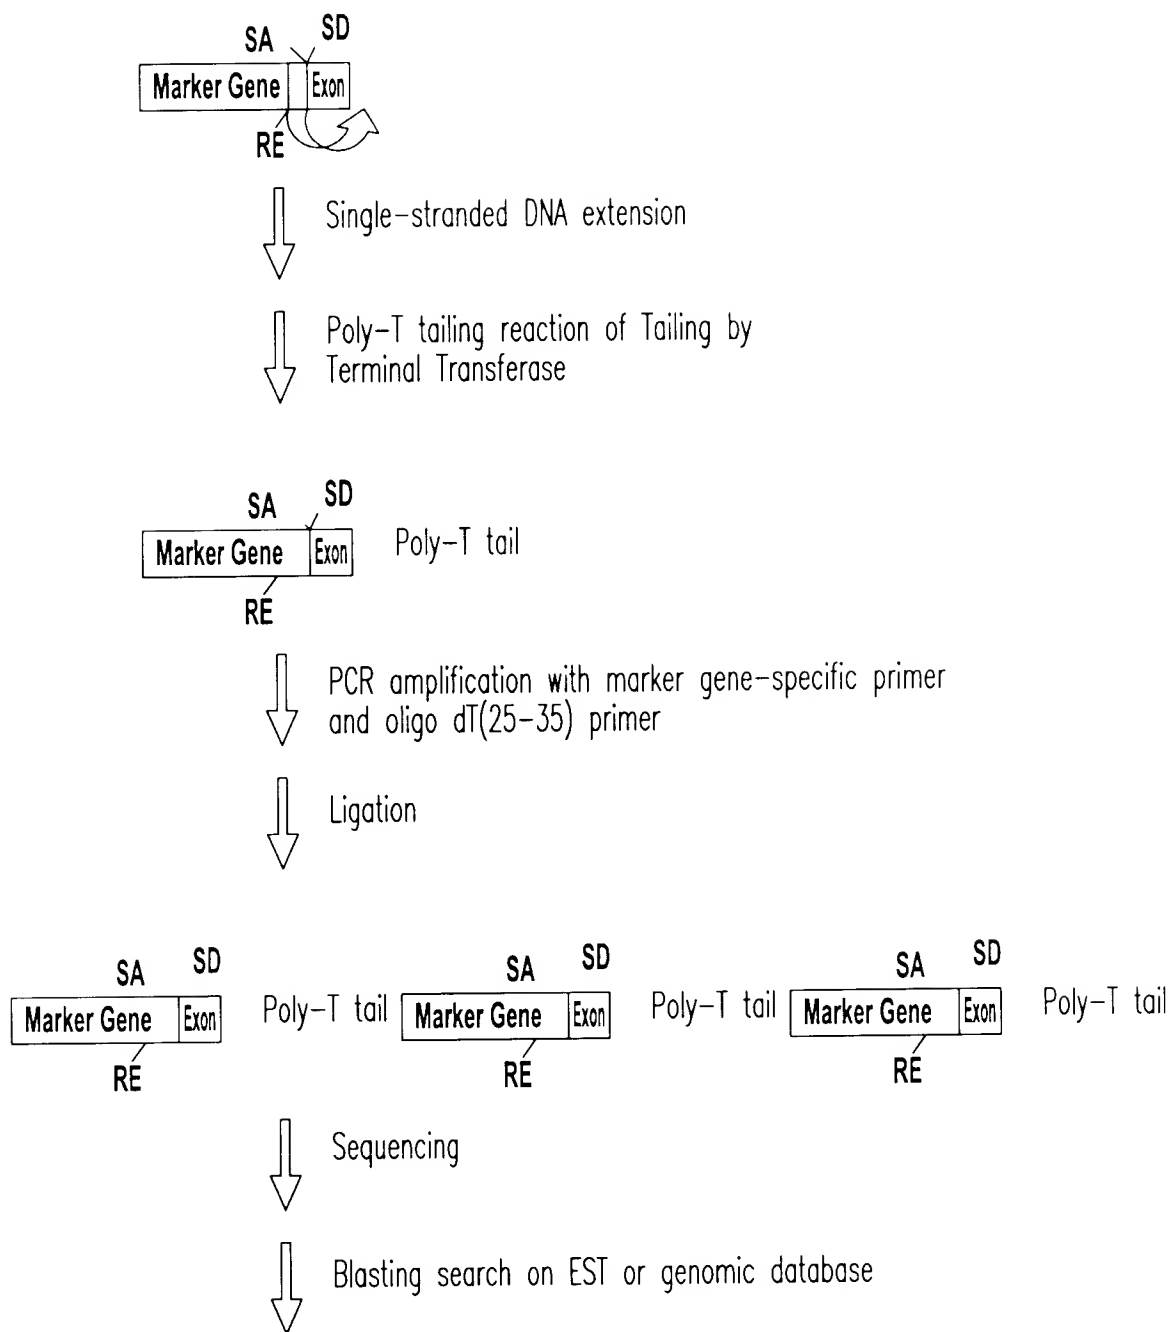 SA SD
Marker Gene Exon
RE
Single-stranded DNA extension
Poly-T tailing reaction of Tailing by
Terminal Transferase
SA SD
Marker Gene Exon Poly-T tail
RE
PCR amplification with marker gene-specific primer
and oligo dT(25-35) primer
Ligation
SA SD SA SD SA SD
Marker Gene Exon Poly-T tail Marker Gene Exon Poly-T tail Marker Gene Exon Poly-T tail
RE RE RE
Sequencing
Blasting search on EST or genomic database